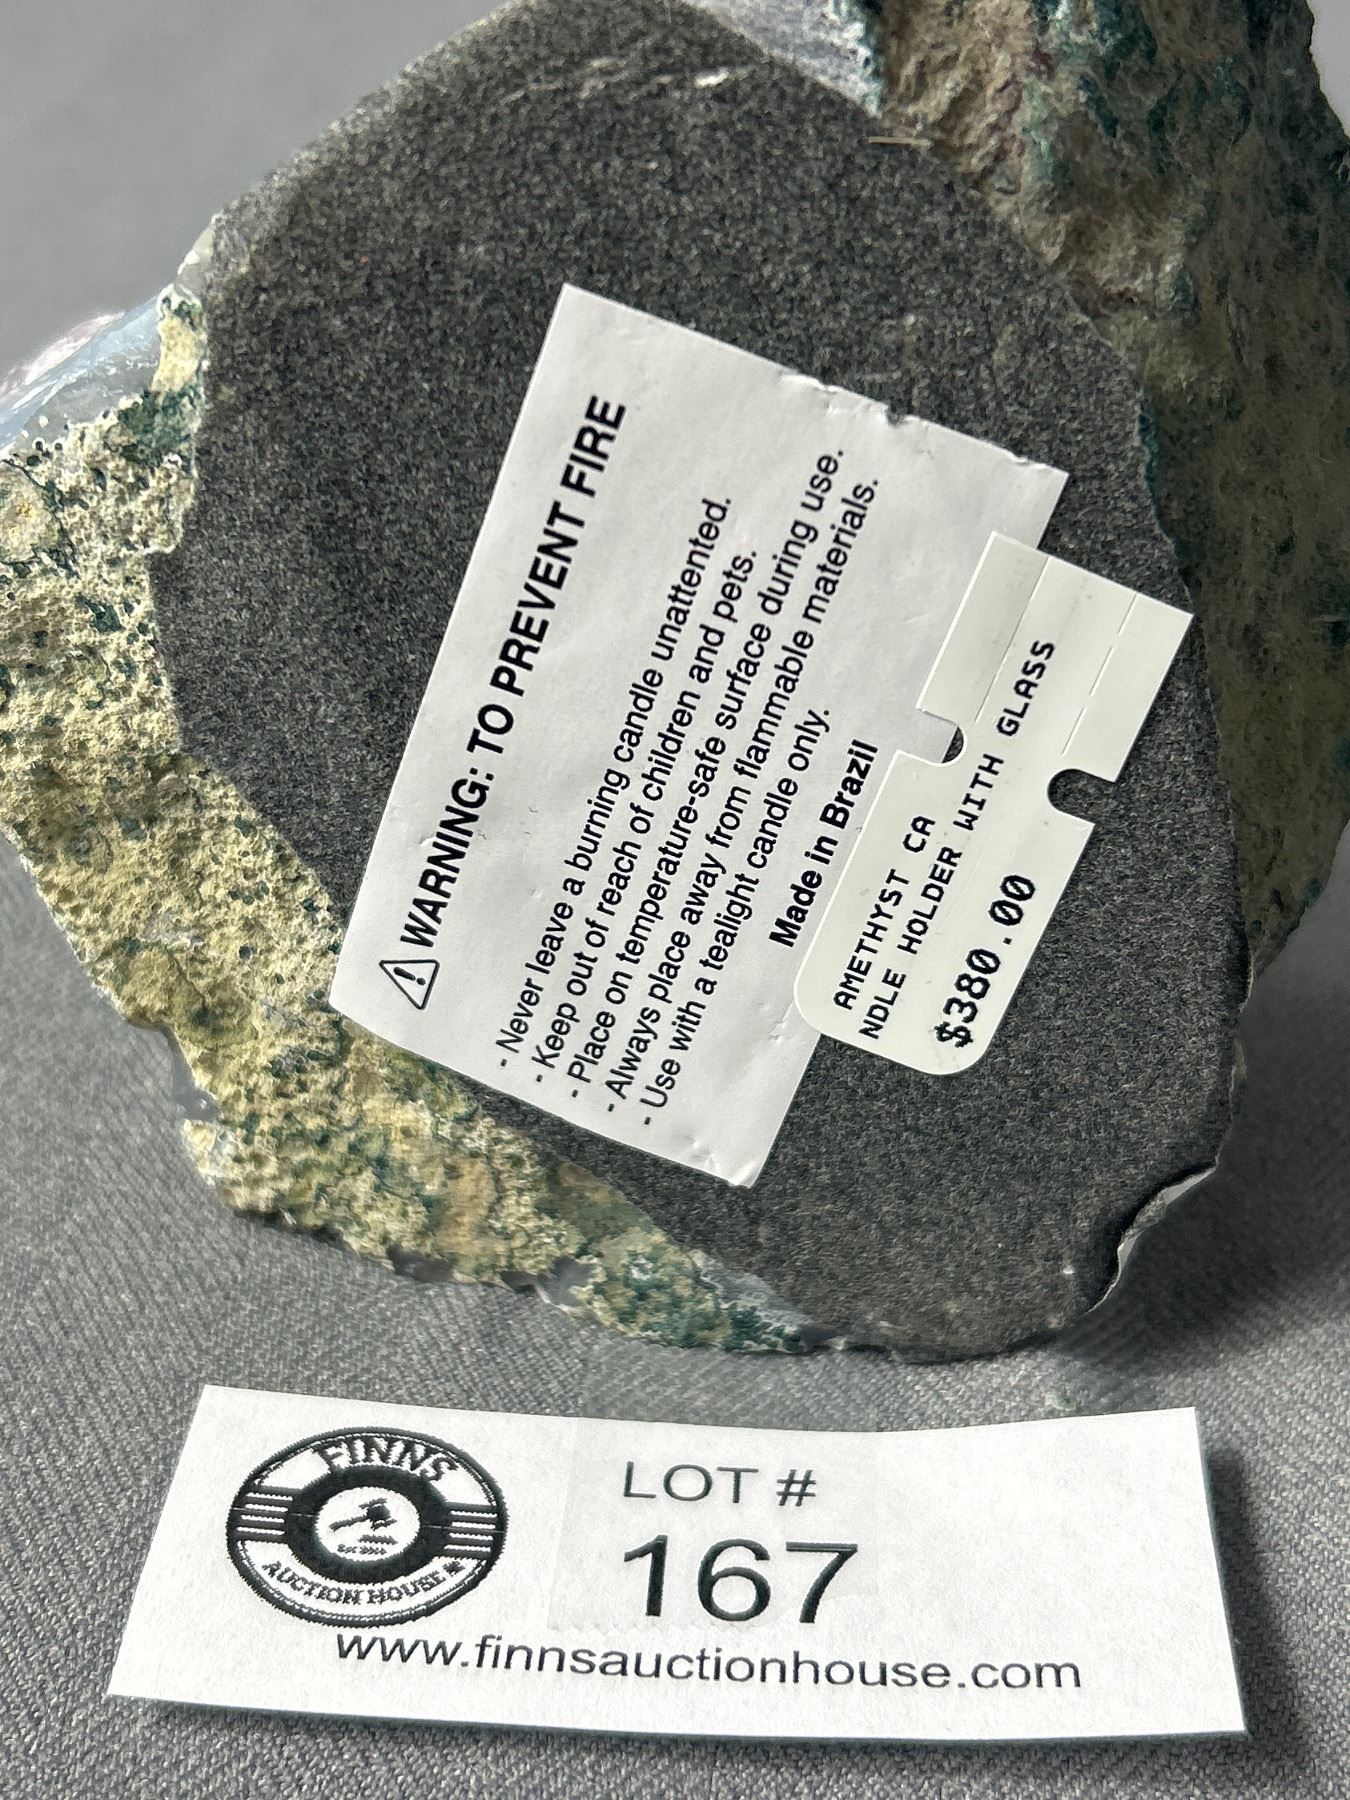 WARNING: TO PREVENT FIRE
- Never leave a burning candle unattented.
- Keep out of reach of children and pets.
- Place on temperature-safe surface during use.
- Always place away from flammable materials.
- Use with a tealight candle only.
Made in Brazil
AMETHYST CA
NDLE HOLDER WITH GLASS
$380.00
FINNS
AUCTION HOUSE
LOT #
167
www.finnsauctionhouse.com